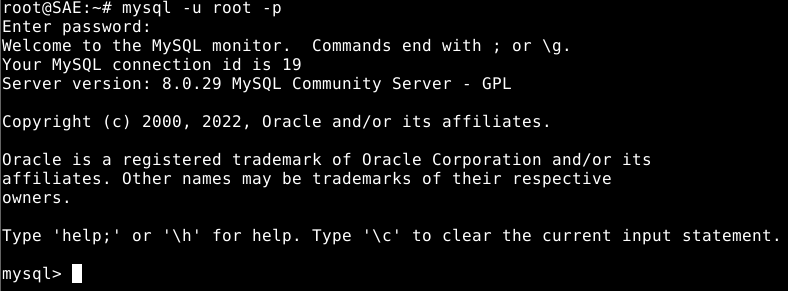 root@SAE:~# mysql -u root -p
Enter password:
Welcome to the MySQL monitor.  Commands end with ; or \g.
Your MySQL connection id is 19
Server version: 8.0.29 MySQL Community Server - GPL
Copyright (c) 2000, 2022, Oracle and/or its affiliates.
Oracle is a registered trademark of Oracle Corporation and/or its
affiliates. Other names may be trademarks of their respective
owners.
Type 'help;' or '\h' for help. Type '\c' to clear the current input statement.
mysql>